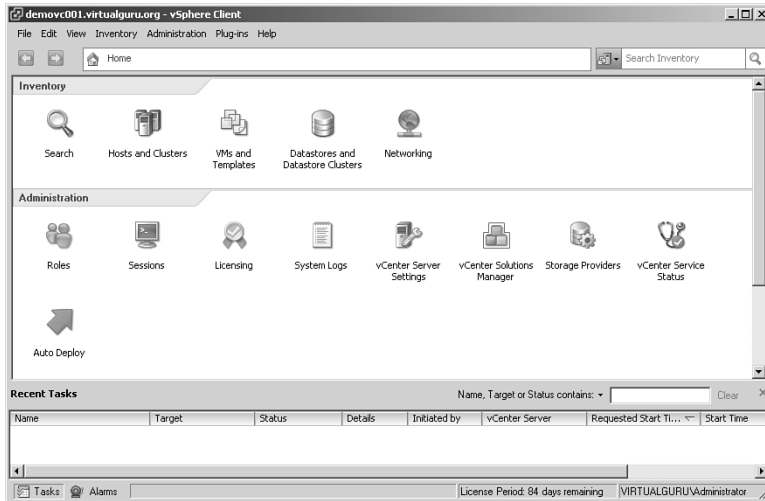 demovc001.virtualguru.org - vSphere Client
File Edit View Inventory Administration Plug-ins Help
Home
Search Inventory
Inventory
Search
Hosts and Clusters
VMs and
Templates
Datastores and
Datastore Clusters
Networking
Administration
Roles
Sessions
Licensing
System Logs
vCenter Server
Settings
vCenter Solutions
Manager
Storage Providers
vCenter Service
Status
Auto Deploy
Recent Tasks
Name, Target or Status contains:
Clear
Name Target Status Details Initiated by vCenter Server Requested Start Ti... Start Time
Tasks Alarms License Period: 84 days remaining VIRTUALGURU\Administrator